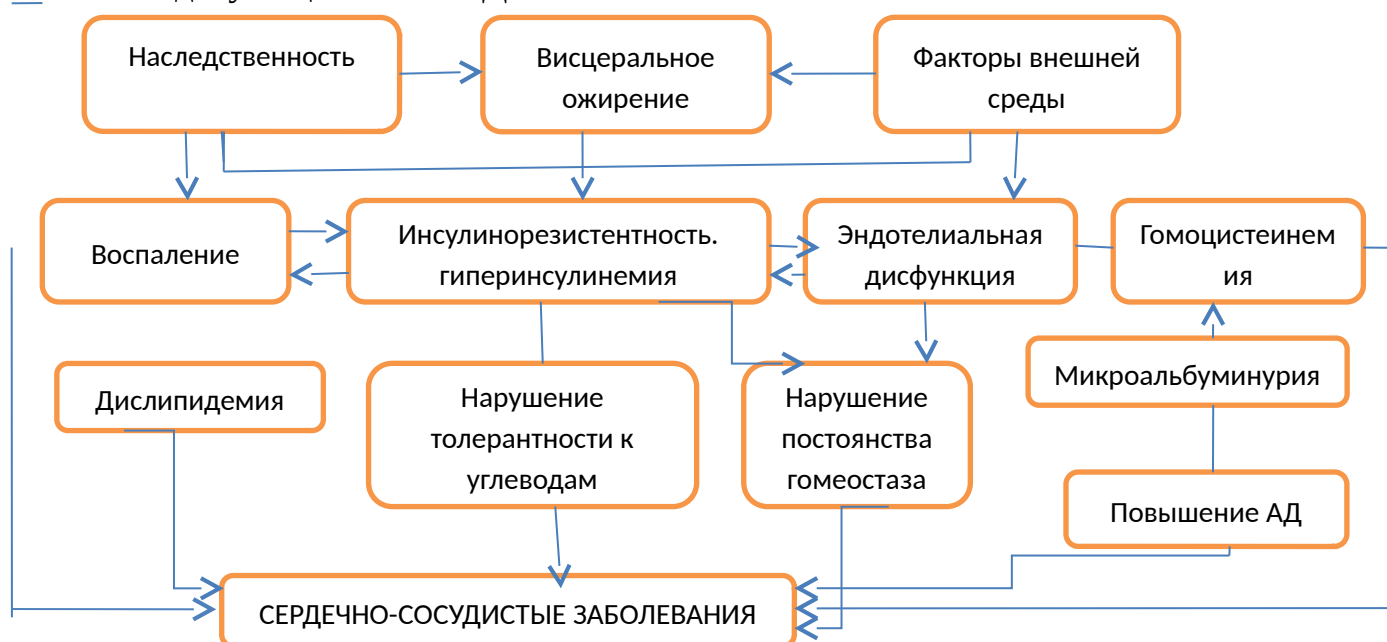 Наследственность
Висцеральное
ожирение
Факторы внешней
среды
Воспаление
Инсулинорезистентность.
гиперинсулинемия
Эндотелиальная
дисфункция
Гомоцистеинем
ия
Дислипидемия
Нарушение
толерантности к
углеводам
Нарушение
постоянства
гомеостаза
Микроальбуминурия
Повышение АД
СЕРДЕЧНО-СОСУДИСТЫЕ ЗАБОЛЕВАНИЯ